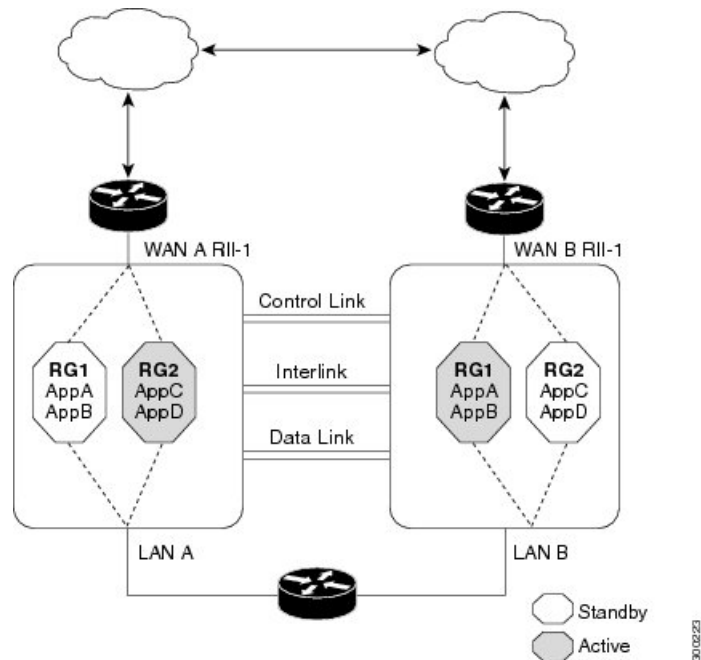 WAN A RII-1
WAN B RII-1
Control Link
RG1
AppA
AppB
RG2
AppC
AppD
Interlink
RG1
AppA
AppB
RG2
AppC
AppD
Data Link
LAN A
LAN B
Standby
Active
300223